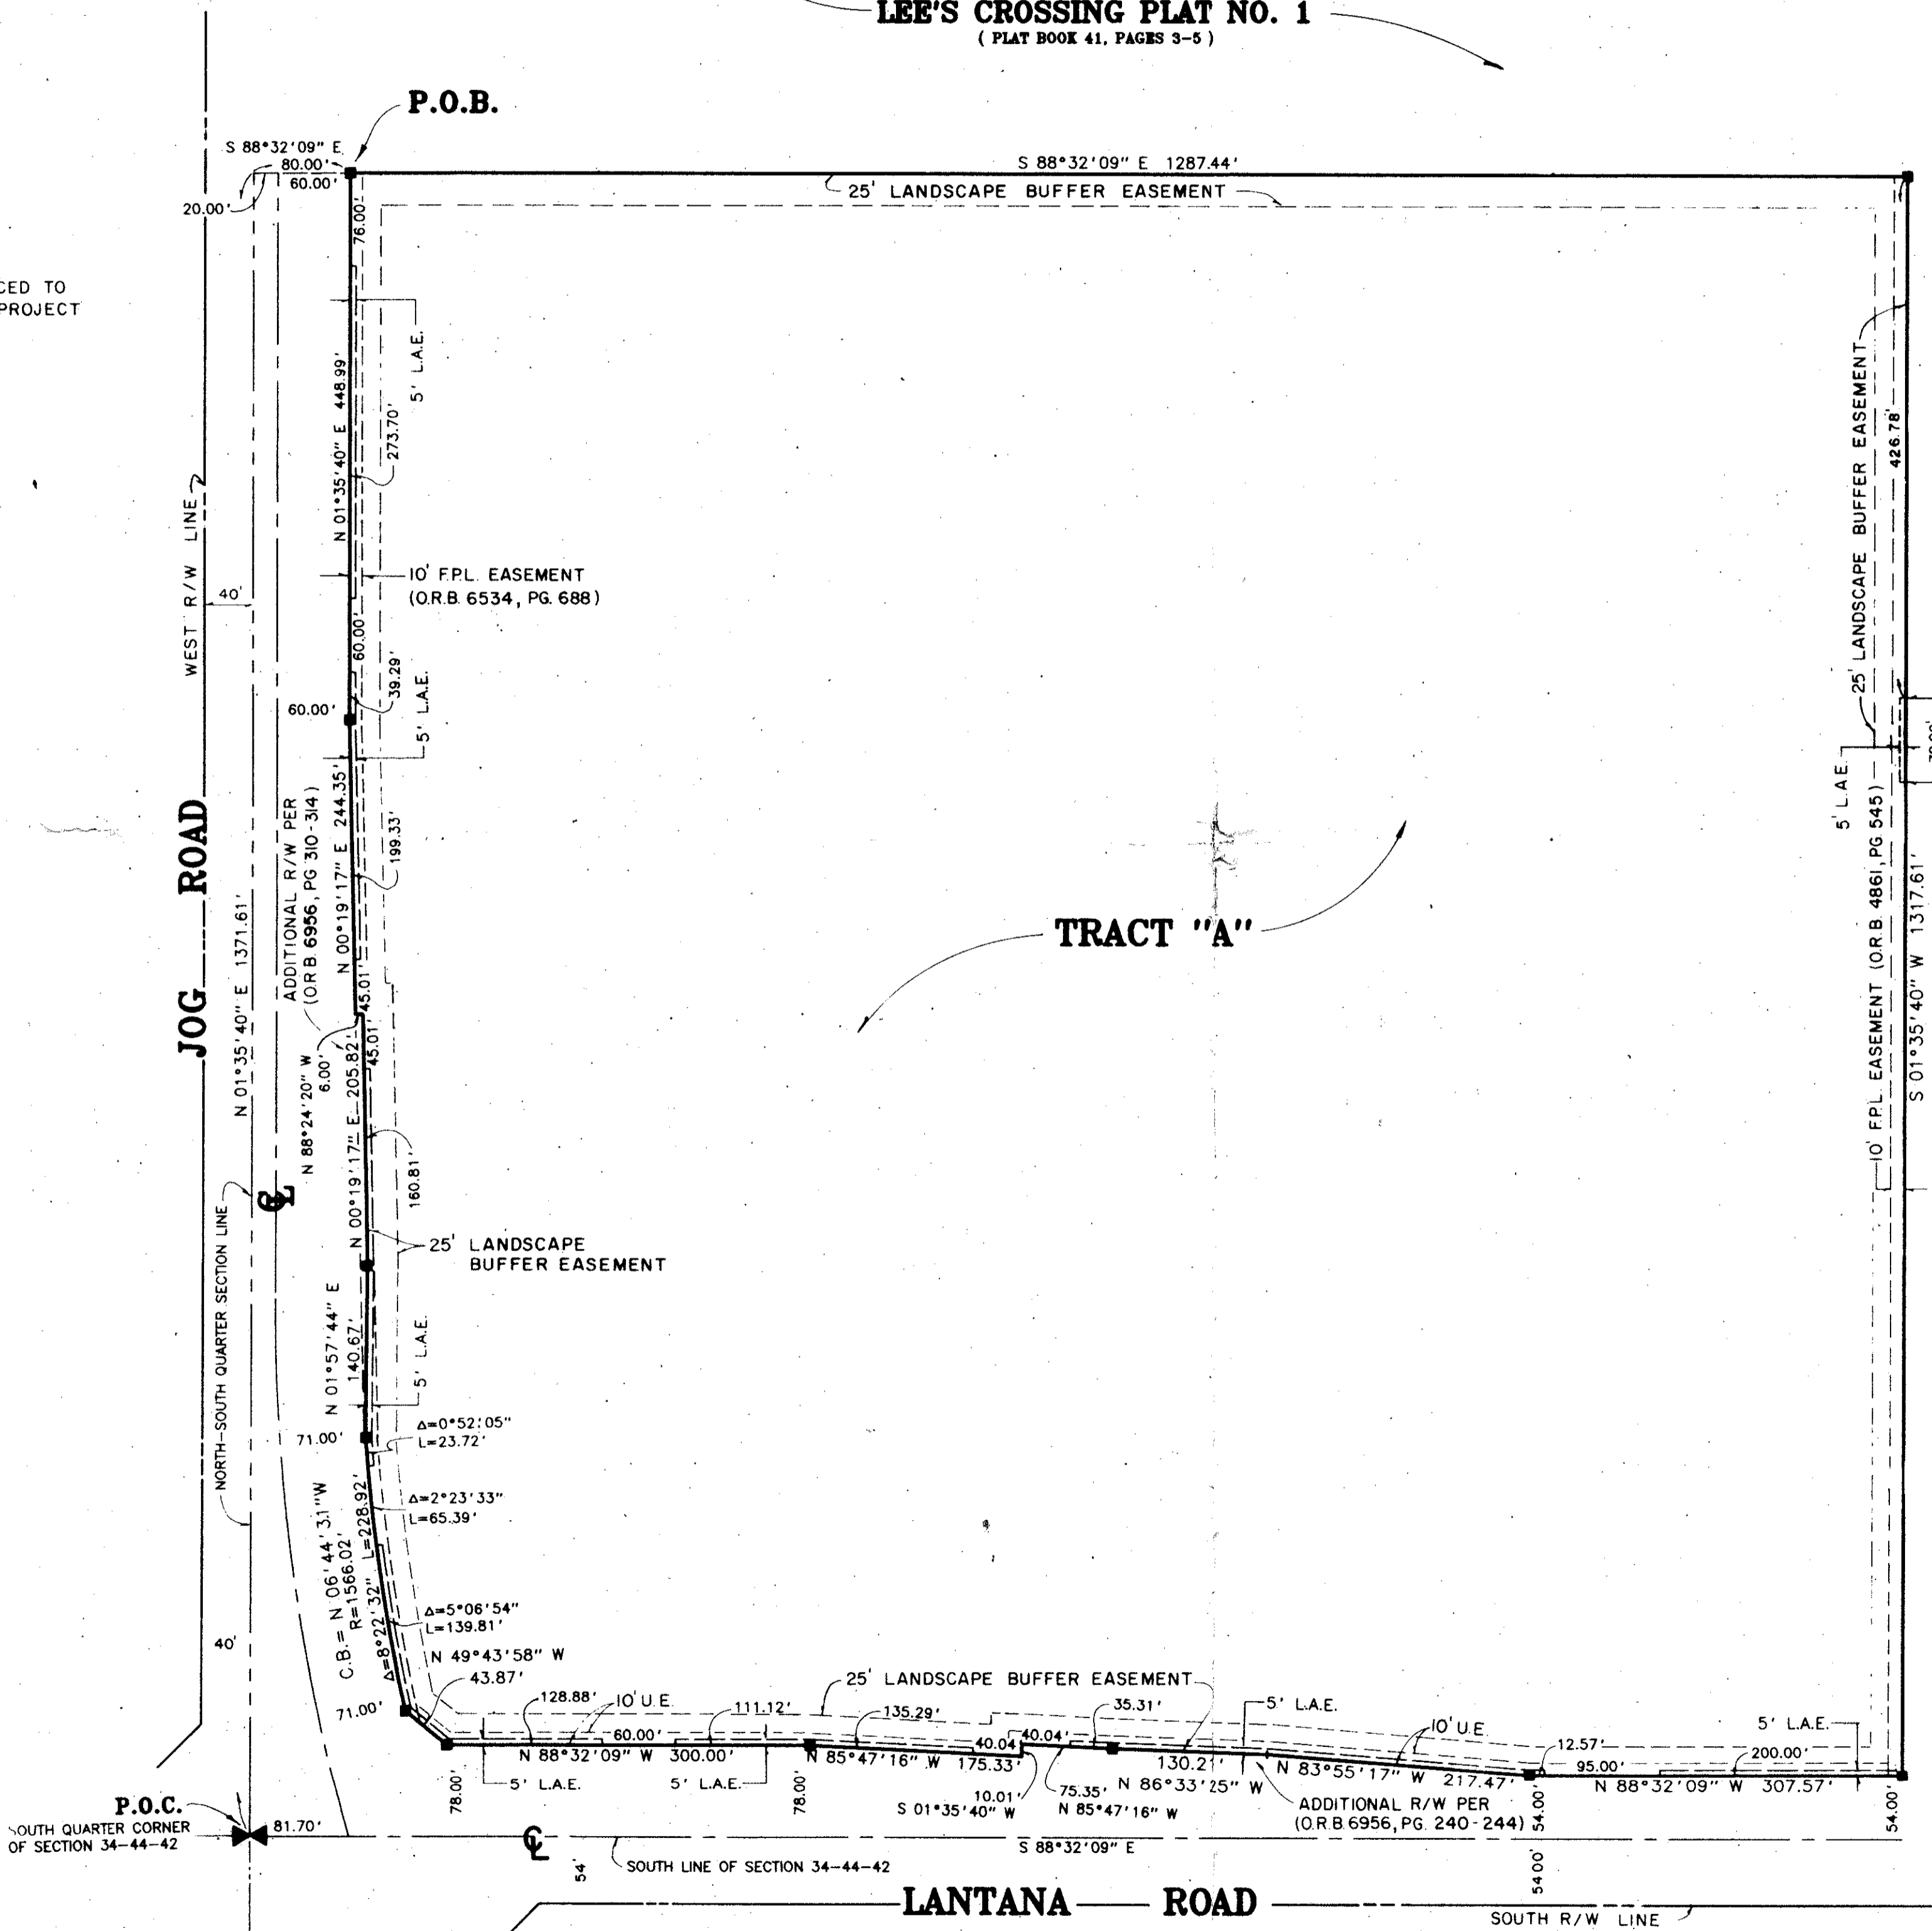 LEE'S CROSSING PLAT NO. 1
( PLAT BOOK 41, PAGES 3-5 )
P.O.B.
S 88°32'09" E
80.00'
60.00'
20.00'
S 88°32'09" E 1287.44'
25' LANDSCAPE BUFFER EASEMENT
76.00'
CED TO
PROJECT
5' L.A.E.
N 01°35'40" E 448.99'
273.70'
WEST R/W LINE
40'
10' F.P.L. EASEMENT
(O.R.B. 6534, PG. 688)
60.00'
39.29'
5' L.A.E.
60.00'
25' LANDSCAPE BUFFER EASEMENT
426.78'
5' L.A.E.
10' F.P.L. EASEMENT (O.R.B. 4861, PG 545)
S 01°35'40" W 1317.61'
JOG ROAD
ADDITIONAL R/W PER
(O.R.B. 6956, PG 310-314)
N 00°19'17" E 244.35'
199.33'
TRACT "A"
N 01°35'40" E 1371.61'
45.01'
45.01'
N 88°24'20" W
6.00'
N 00°19'17" E 205.82'
160.81'
NORTH-SOUTH QUARTER SECTION LINE
25' LANDSCAPE
BUFFER EASEMENT
N 01°57'44" E
140.67'
5' L.A.E.
71.00'
Δ=0°52'05"
L=23.72'
Δ=2°23'33"
L=65.39'
C.B.= N 06°44'31"W
R=1566.02'
Δ=8°22'32" L=228.92'
Δ=5°06'54"
L=139.81'
40'
N 49°43'58" W
43.87'
71.00'
25' LANDSCAPE BUFFER EASEMENT
128.88'
10' U.E.
111.12'
135.29'
35.31'
5' L.A.E.
10' U.E.
5' L.A.E.
60.00'
40.04
40.04'
12.57'
200.00'
95.00'
N 88°32'09" W 300.00'
N 85°47'16" W 175.33'
130.21'
N 83°55'17" W 217.47'
N 88°32'09" W 307.57'
78.00'
5' L.A.E.
5' L.A.E.
78.00'
10.01'
S 01°35'40" W
75.35'
N 85°47'16" W
N 86°33'25" W
ADDITIONAL R/W PER
(O.R.B. 6956, PG. 240-244)
54.00'
54.00'
P.O.C.
SOUTH QUARTER CORNER
OF SECTION 34-44-42
81.70'
S 88°32'09" E
54'
SOUTH LINE OF SECTION 34-44-42
54.00'
LANTANA ROAD
SOUTH R/W LINE